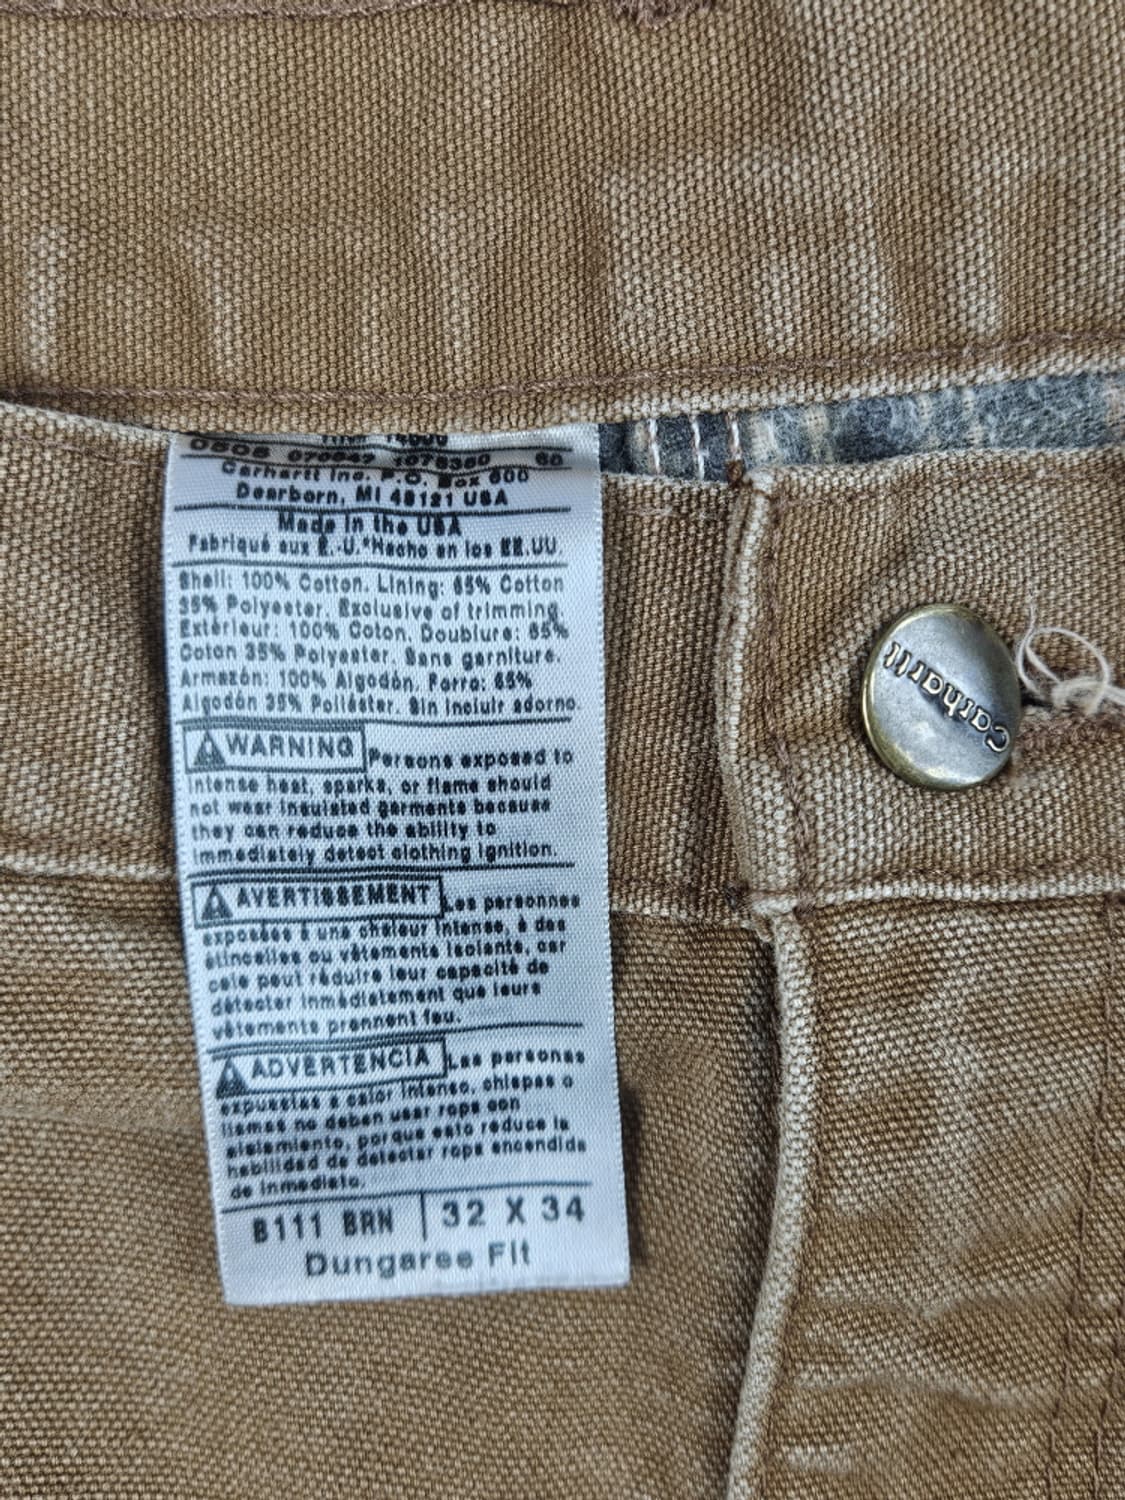 0506 070947 1076360 60
Carhartt Inc. P.O. Box 600
Dearborn, MI 48121 USA
Made in the USA
Fabriqué aux É.-U.*Hecho en los EE.UU.
Shell: 100% Cotton. Lining: 65% Cotton
35% Polyester. Exclusive of trimming.
Extérieur: 100% Coton. Doublure: 65%
Coton 35% Polyester. Sans garniture.
Armazón: 100% Algodón. Forro: 65%
Algodón 35% Poliéster. Sin incluir adorno.
WARNING Persons exposed to
intense heat, sparks, or flame should
not wear insulated garments because
they can reduce the ability to
immediately detect clothing ignition.
AVERTISSEMENT Les personnes
exposées à une chaleur intense, à des
étincelles ou vêtements isolants, car
cela peut réduire leur capacité de
détecter immédiatement que leurs
vêtements prennent feu.
ADVERTENCIA Las personas
expuestas a calor intenso, chispas o
llamas no deben usar ropa con
aislamiento, porque esto reduce la
habilidad de detectar ropa encendida
de inmediato.
B111 BRN 32 X 34
Dungaree Fit
Carhartt